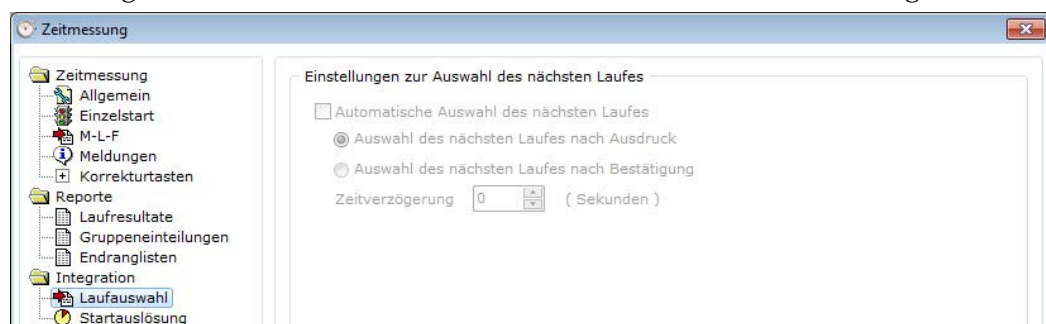 Zeitmessung
Zeitmessung
Allgemein
Einzelstart
M-L-F
Meldungen
Korrekturtasten
Reporte
Laufresultate
Gruppeneinteilungen
Endranglisten
Integration
Laufauswahl
Startauslösung
Einstellungen zur Auswahl des nächsten Laufes
Automatische Auswahl des nächsten Laufes
Auswahl des nächsten Laufes nach Ausdruck
Auswahl des nächsten Laufes nach Bestätigung
Zeitverzögerung 0 ( Sekunden )